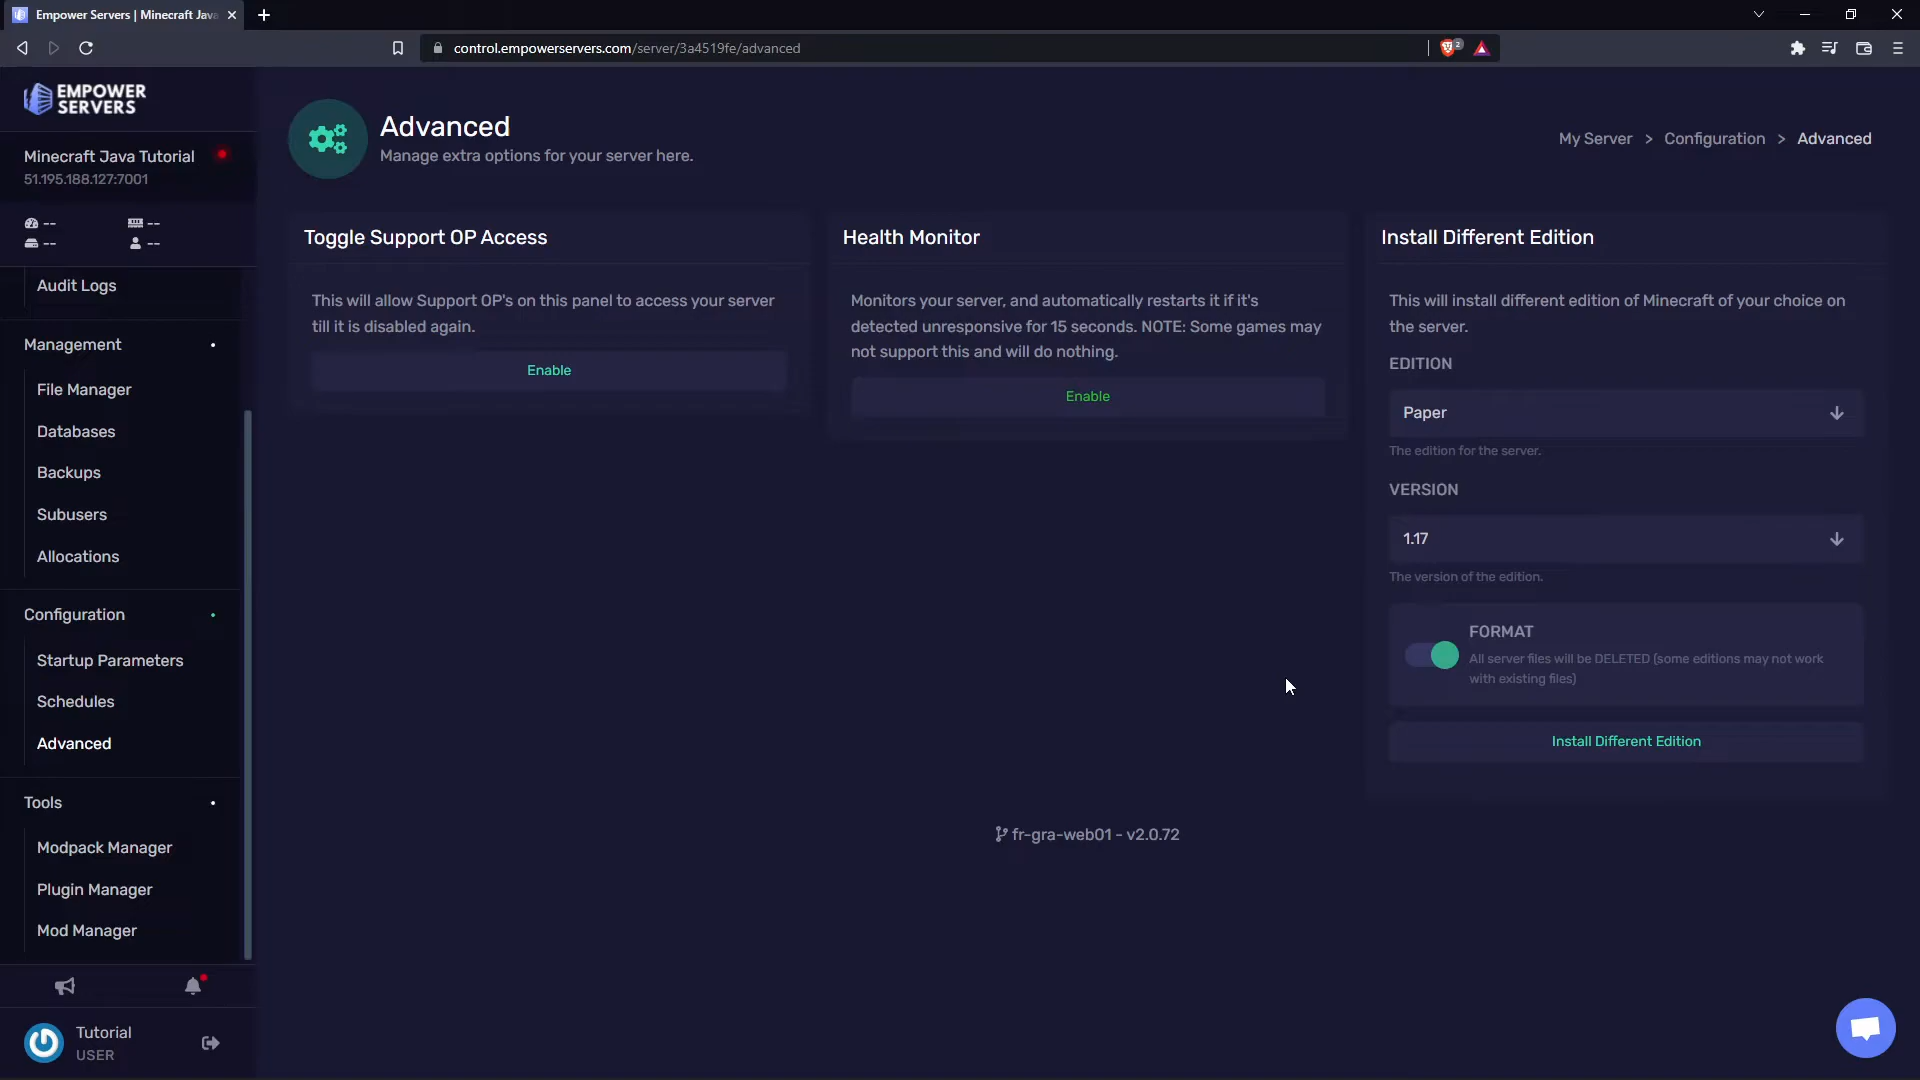 Empower Servers | Minecraft Java
control.empowerservers.com/server/3a4519fe/advanced
2
EMPOWER
SERVERS
Minecraft Java Tutorial
51.195.188.127:7001
-- --
-- --
Audit Logs
Management
File Manager
Databases
Backups
Subusers
Allocations
Configuration
Startup Parameters
Schedules
Advanced
Tools
Modpack Manager
Plugin Manager
Mod Manager
Tutorial
USER
Advanced
Manage extra options for your server here.
My Server > Configuration > Advanced
Toggle Support OP Access
This will allow Support OP's on this panel to access your server
till it is disabled again.
Enable
Health Monitor
Monitors your server, and automatically restarts it if it's
detected unresponsive for 15 seconds. NOTE: Some games may
not support this and will do nothing.
Enable
Install Different Edition
This will install different edition of Minecraft of your choice on
the server.
EDITION
Paper
The edition for the server.
VERSION
1.17
The version of the edition.
FORMAT
All server files will be DELETED (some editions may not work
with existing files)
Install Different Edition
fr-gra-web01 - v2.0.72